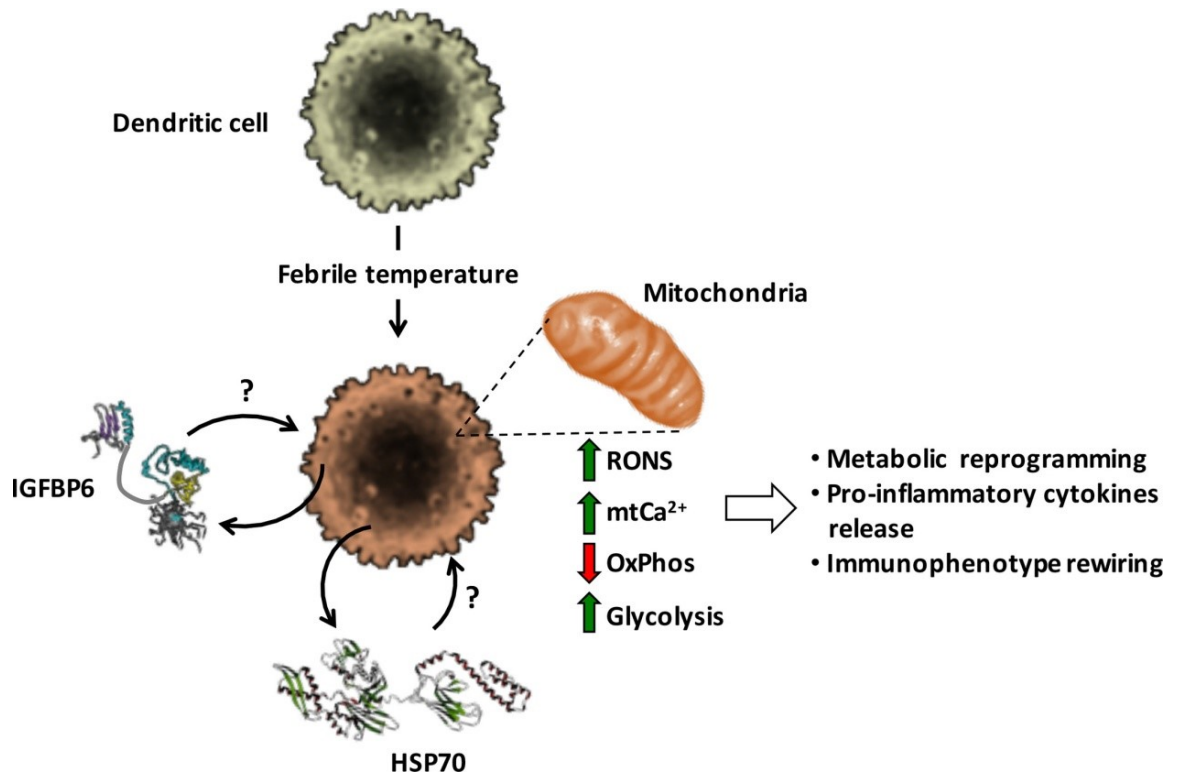 Dendritic cell
Febrile temperature
Mitochondria
?
IGFBP6
RONS
mtCa²⁺
OxPhos
Glycolysis
• Metabolic reprogramming
• Pro-inflammatory cytokines
release
• Immunophenotype rewiring
?
HSP70